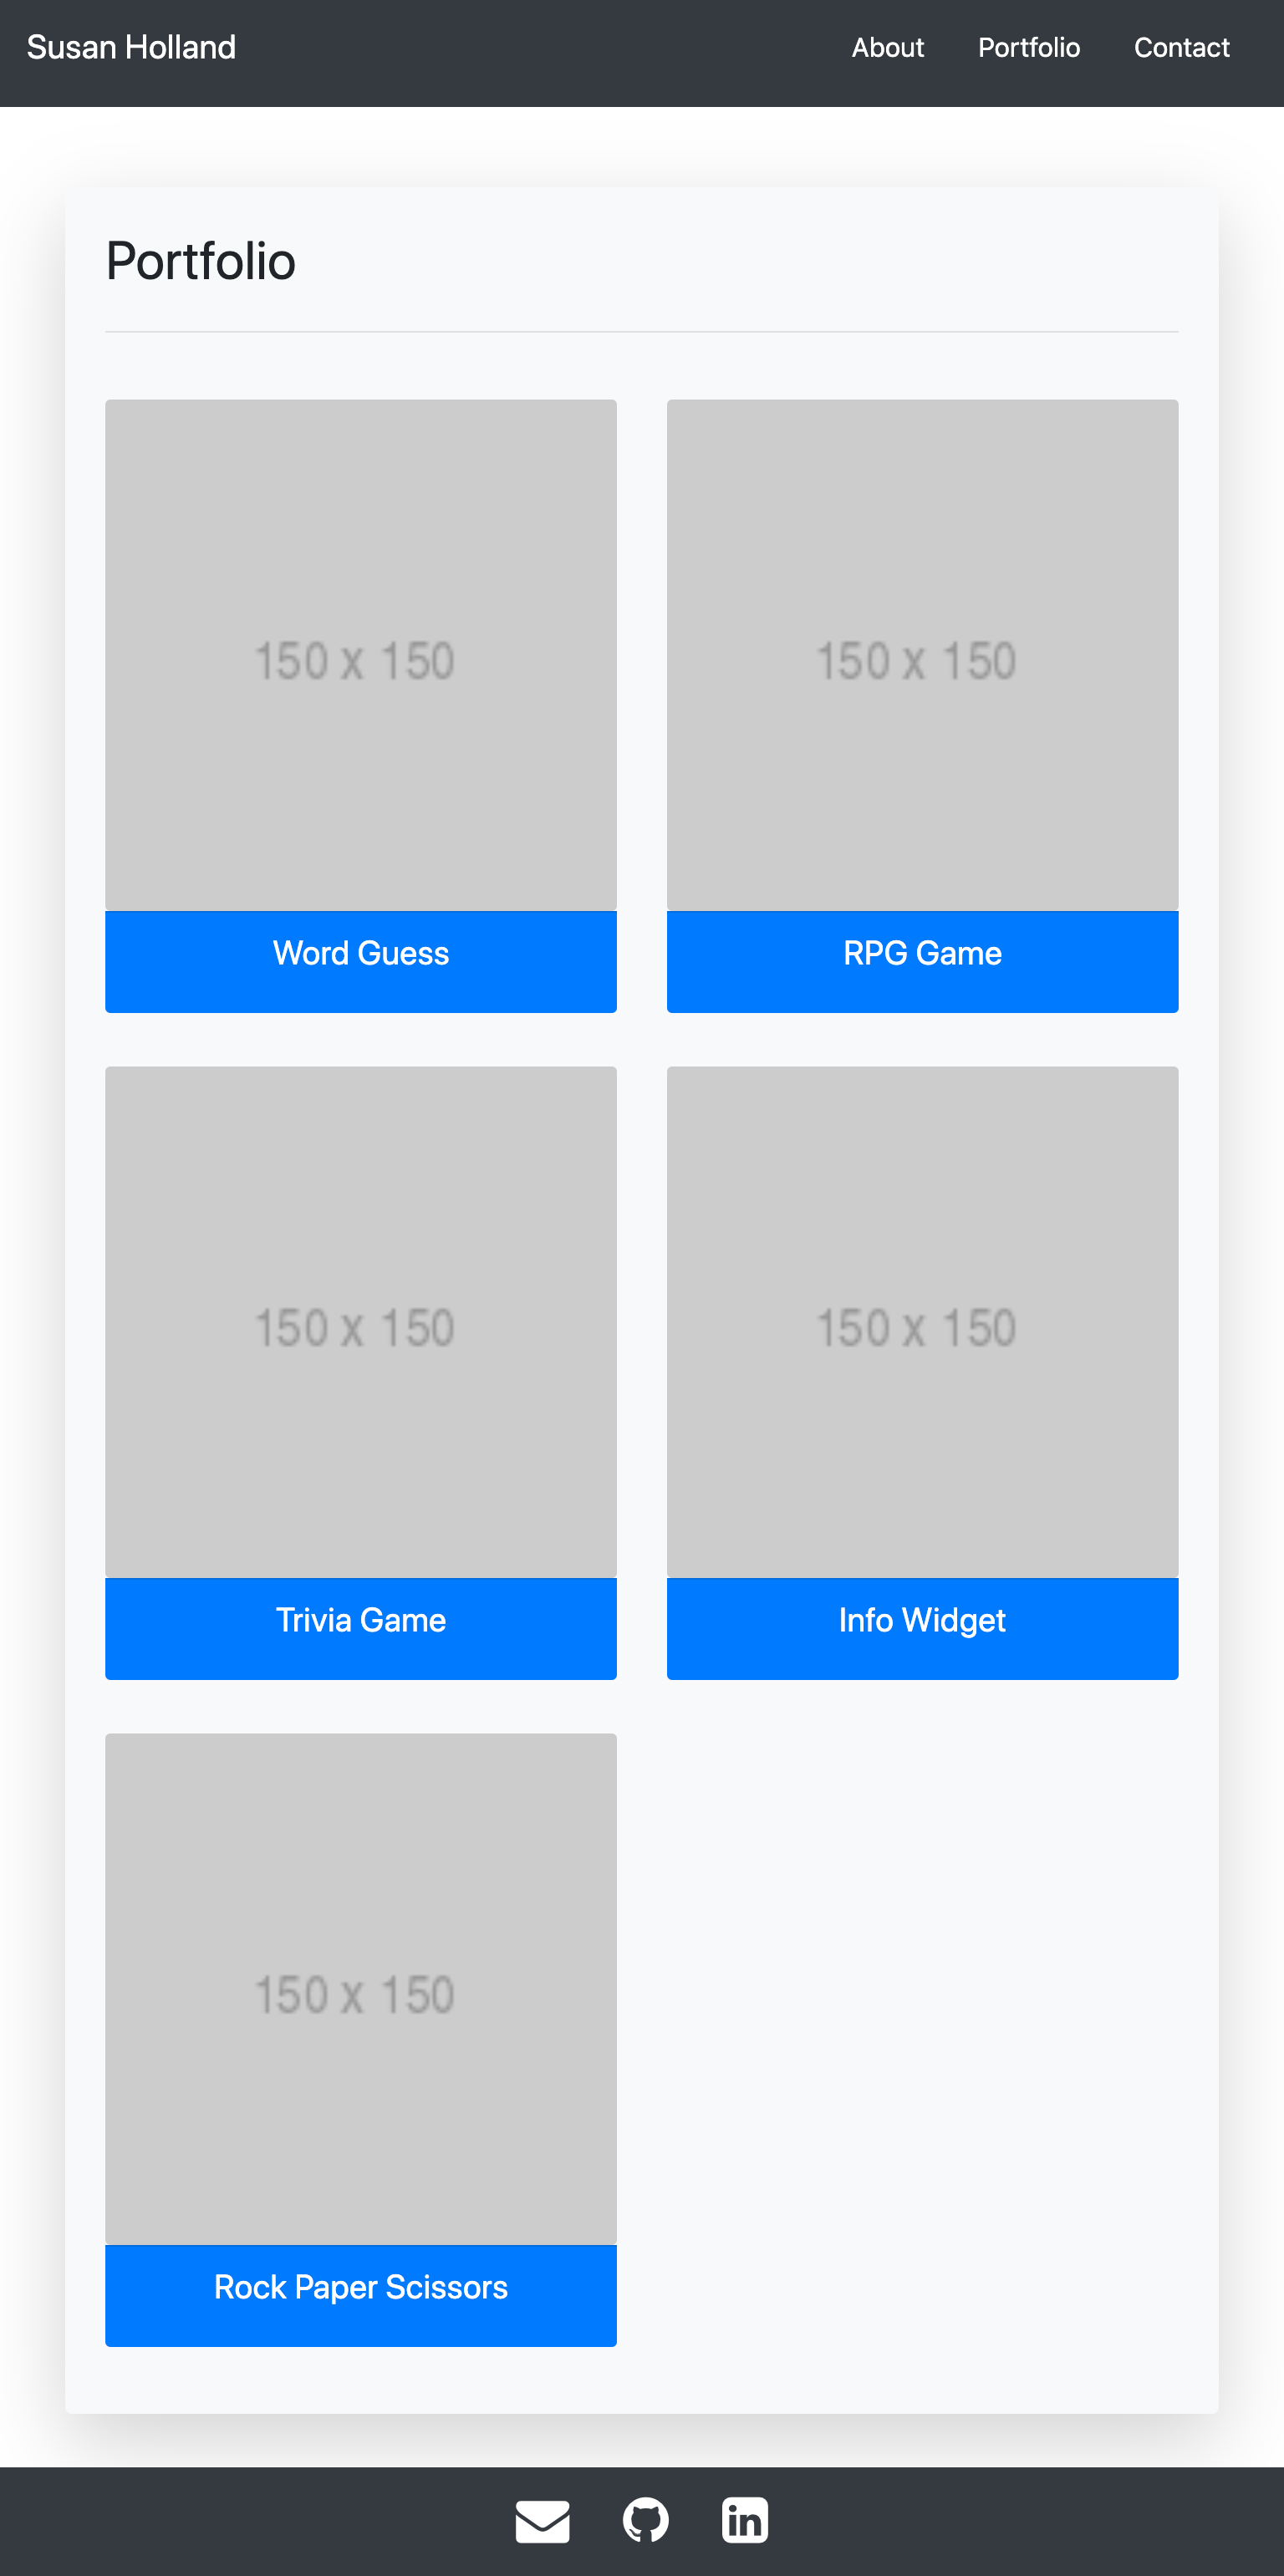 Susan Holland
About Portfolio Contact
Portfolio
150 x 150
150 x 150
Word Guess
RPG Game
150 x 150
150 x 150
Trivia Game
Info Widget
150 x 150
Rock Paper Scissors
in